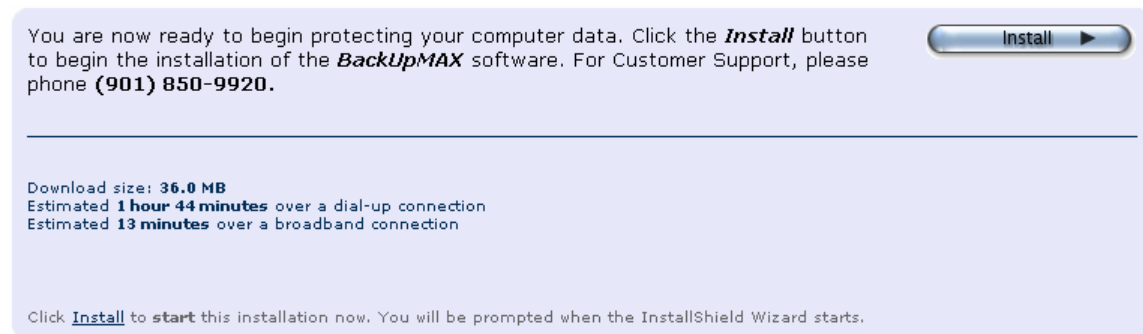 You are now ready to begin protecting your computer data. Click the Install button
to begin the installation of the BackUpMAX software. For Customer Support, please
phone (901) 850-9920.
Install
Download size: 36.0 MB
Estimated 1 hour 44 minutes over a dial-up connection
Estimated 13 minutes over a broadband connection
Click Install to start this installation now. You will be prompted when the InstallShield Wizard starts.